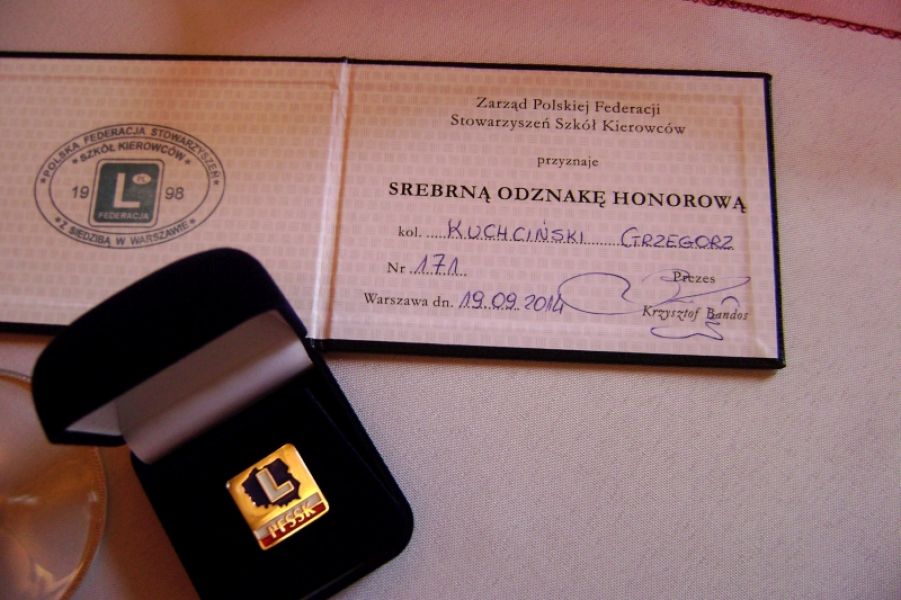 POLSKA FEDERACJA STOWARZYSZEŃ
SZKÓŁ KIEROWCÓW
19 98
L
PL
FEDERACJA
Z SIEDZIBĄ W WARSZAWIE
Zarząd Polskiej Federacji
Stowarzyszeń Szkół Kierowców
przyznaje
SREBRNĄ ODZNAKĘ HONOROWĄ
kol. KUCHCIŃSKI GRZEGORZ
Nr 171
Prezes
Warszawa dn. 19.09.2014
Krzysztof Bandos
L
PFSSK